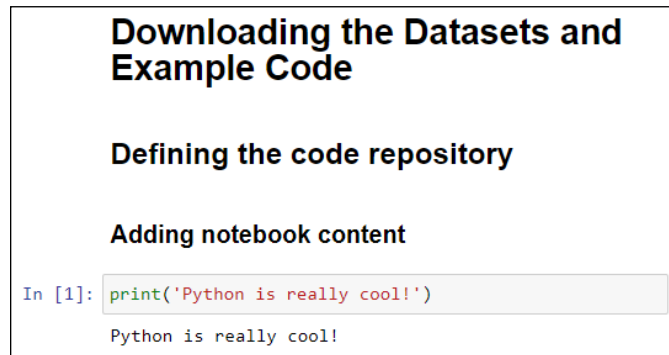 Downloading the Datasets and
Example Code
Defining the code repository
Adding notebook content
In [1]: print('Python is really cool!')
Python is really cool!